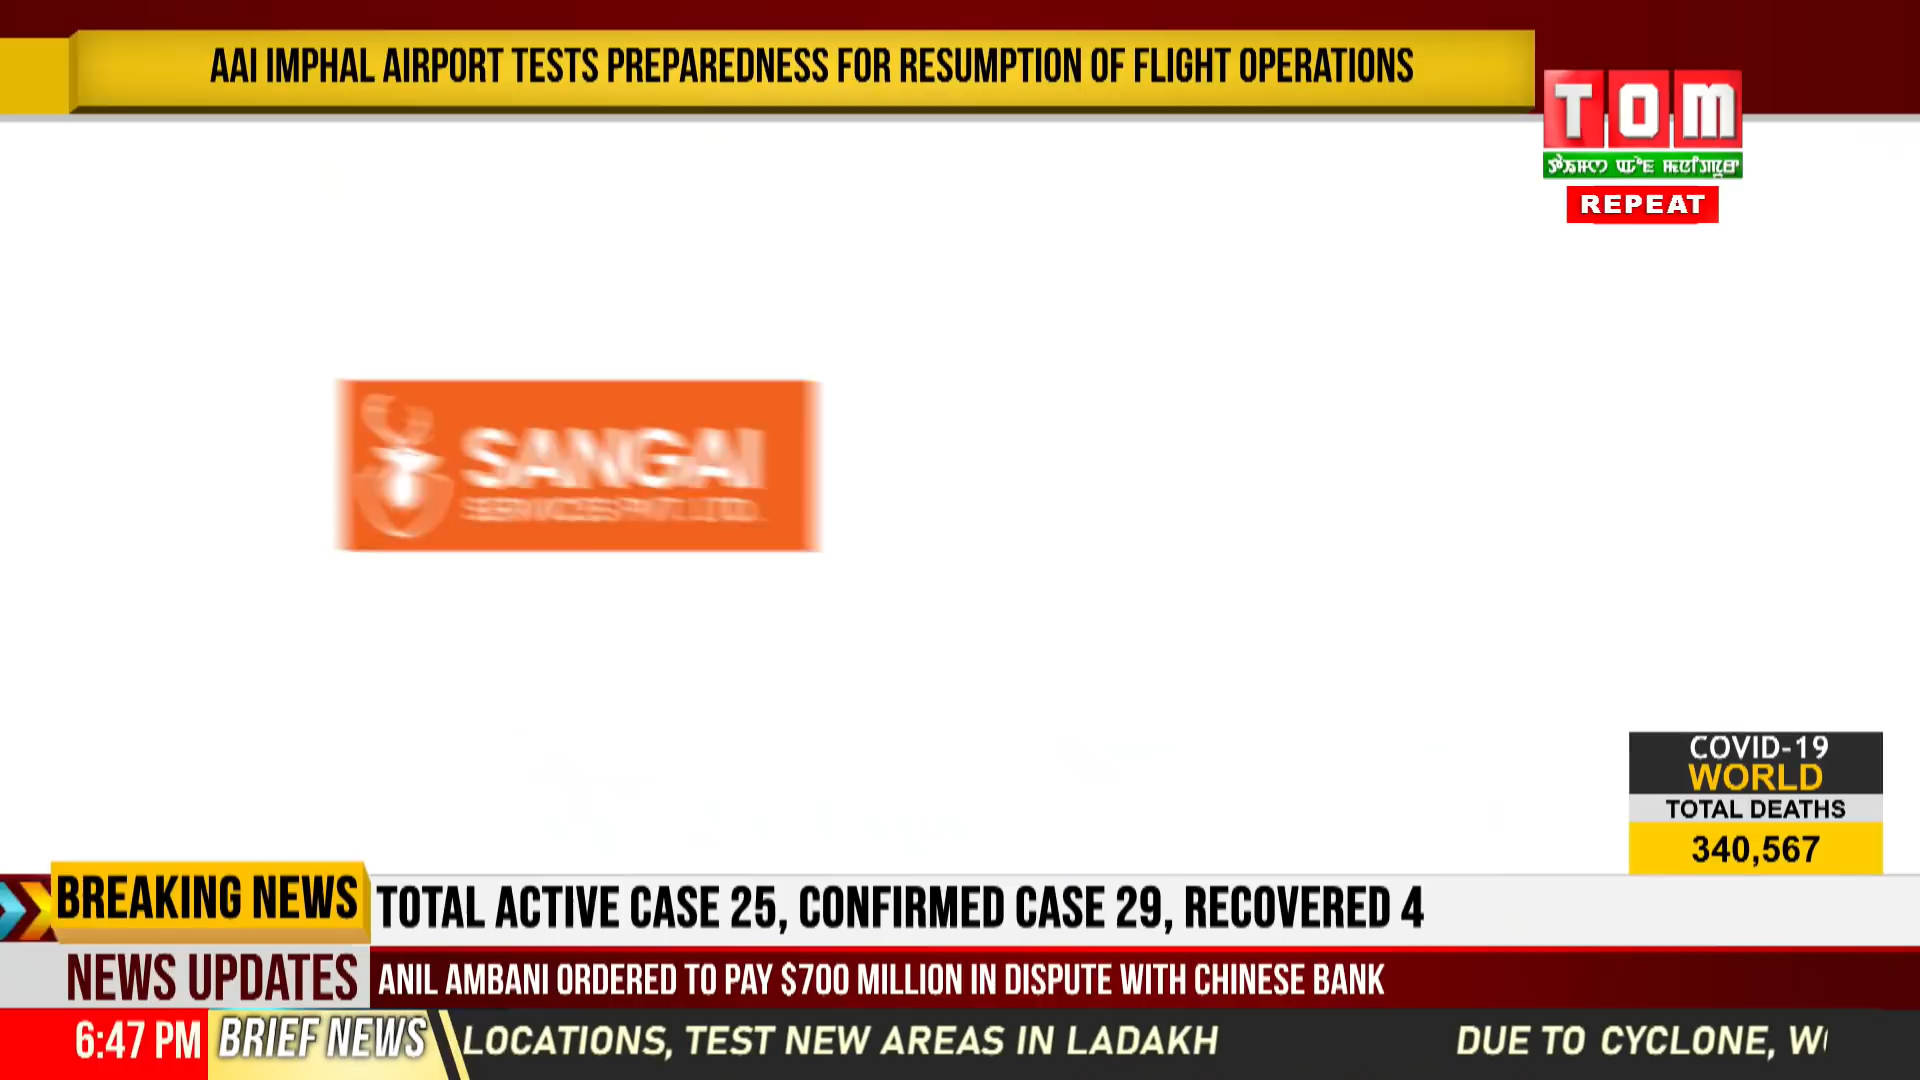 AAI IMPHAL AIRPORT TESTS PREPAREDNESS FOR RESUMPTION OF FLIGHT OPERATIONS
TOM
REPEAT
SANGAI
SERVICES PVT. LTD.
COVID-19
WORLD
TOTAL DEATHS
340,567
BREAKING NEWS
TOTAL ACTIVE CASE 25, CONFIRMED CASE 29, RECOVERED 4
NEWS UPDATES
ANIL AMBANI ORDERED TO PAY $700 MILLION IN DISPUTE WITH CHINESE BANK
6:47 PM
BRIEF NEWS
LOCATIONS, TEST NEW AREAS IN LADAKH
DUE TO CYCLONE,